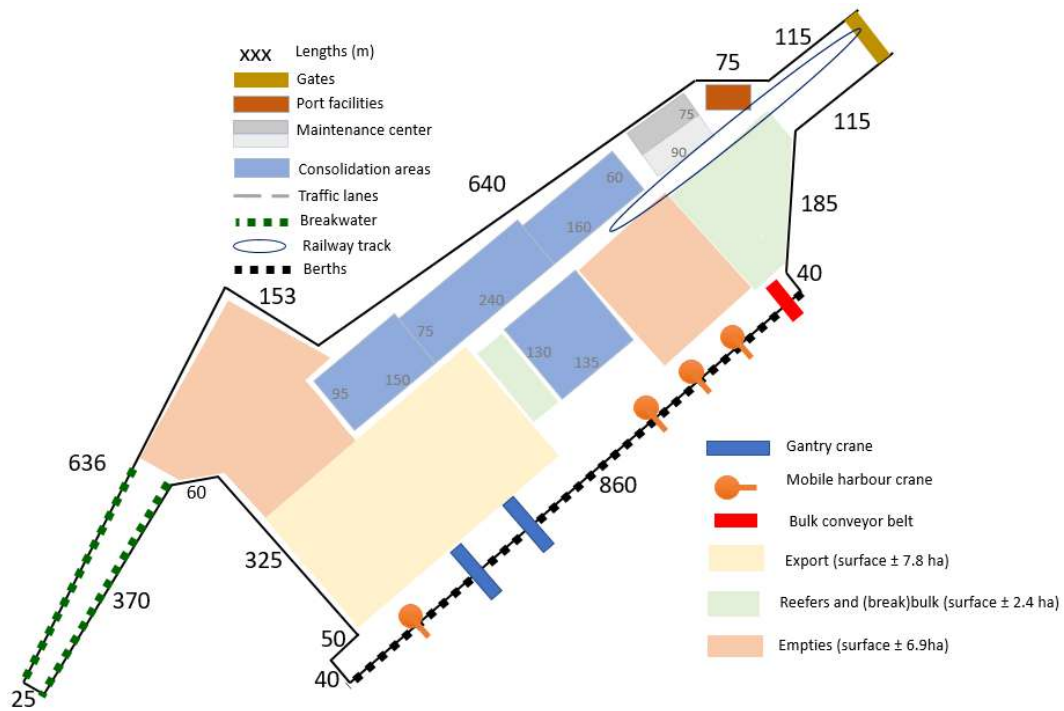 XXX Lengths (m)
Gates
Port facilities
Maintenance center
Consolidation areas
Traffic lanes
Breakwater
Railway track
Berths
115
75
115
75
90
640
60
185
160
40
153
240
75
130
135
95
150
636
60
860
325
370
50
40
25
Gantry crane
Mobile harbour crane
Bulk conveyor belt
Export (surface ± 7.8 ha)
Reefers and (break)bulk (surface ± 2.4 ha)
Empties (surface ± 6.9ha)